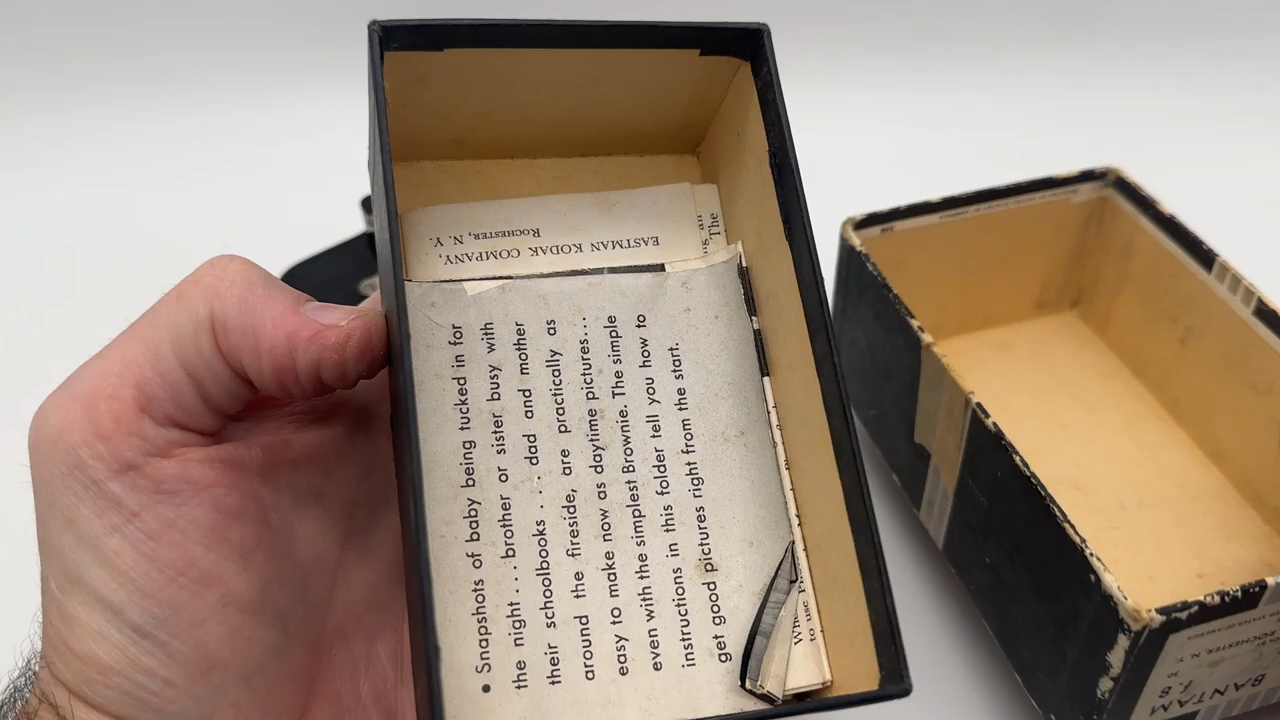 • Snapshots of baby being tucked in for
the night . . . brother or sister busy with
their schoolbooks . . . dad and mother
around the fireside, are practically as
easy to make now as daytime pictures...
even with the simplest Brownie. The simple
instructions in this folder tell you how to
get good pictures right from the start.
EASTMAN KODAK COMPANY,
ROCHESTER, N. Y.
The
to use
BANTAM
f.8
ROCHESTER, N. Y.